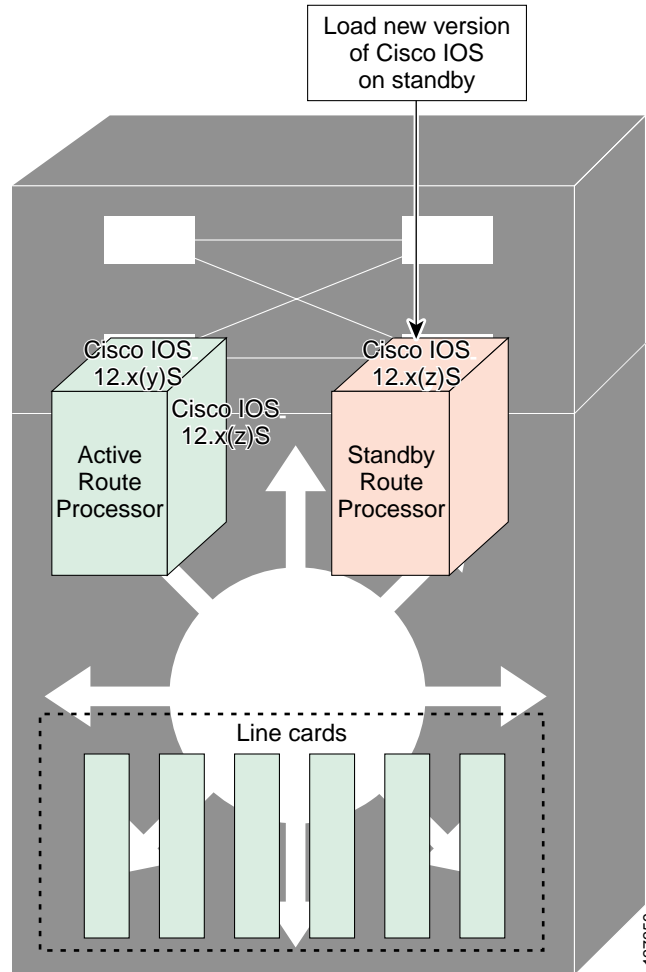 Load new version
of Cisco IOS
on standby
Cisco IOS
12.x(y)S
Cisco IOS
12.x(z)S
Cisco IOS
12.x(z)S
Active
Route
Processor
Standby
Route
Processor
Line cards